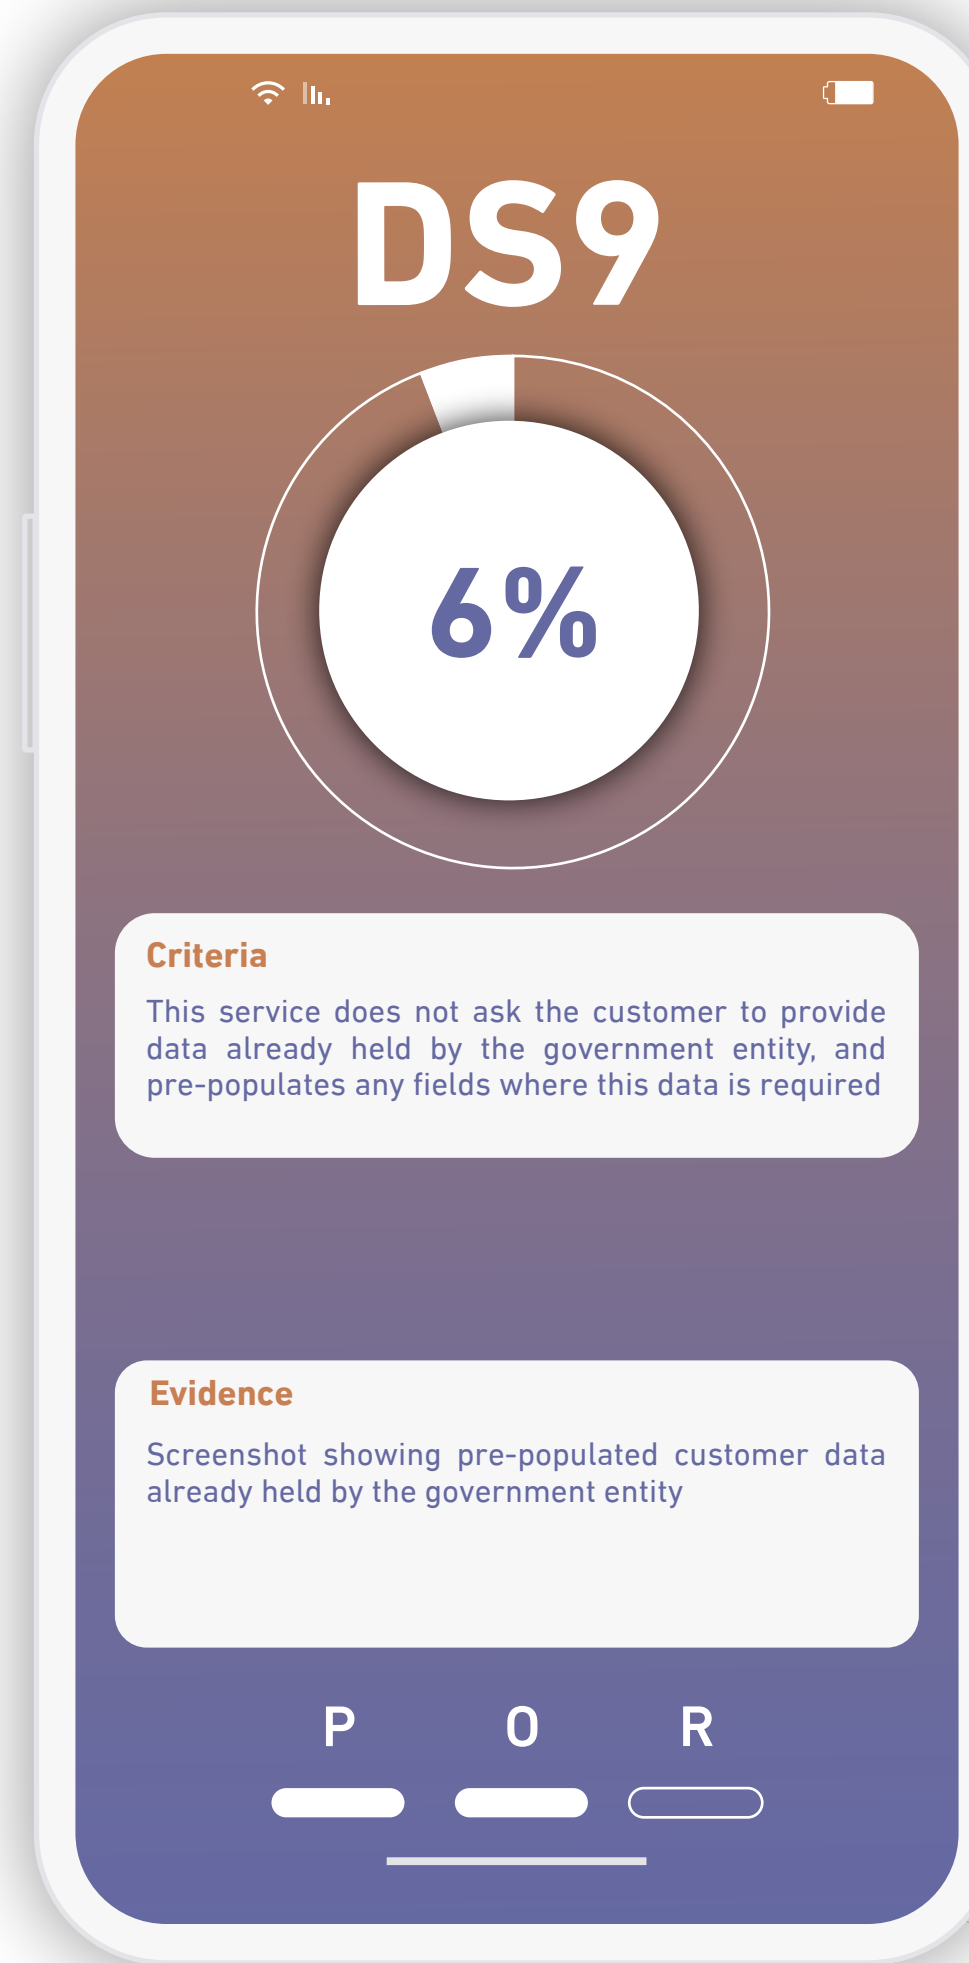 DS9
6%
Criteria
This service does not ask the customer to provide
data already held by the government entity, and
pre-populates any fields where this data is required
Evidence
Screenshot showing pre-populated customer data
already held by the government entity
P O R